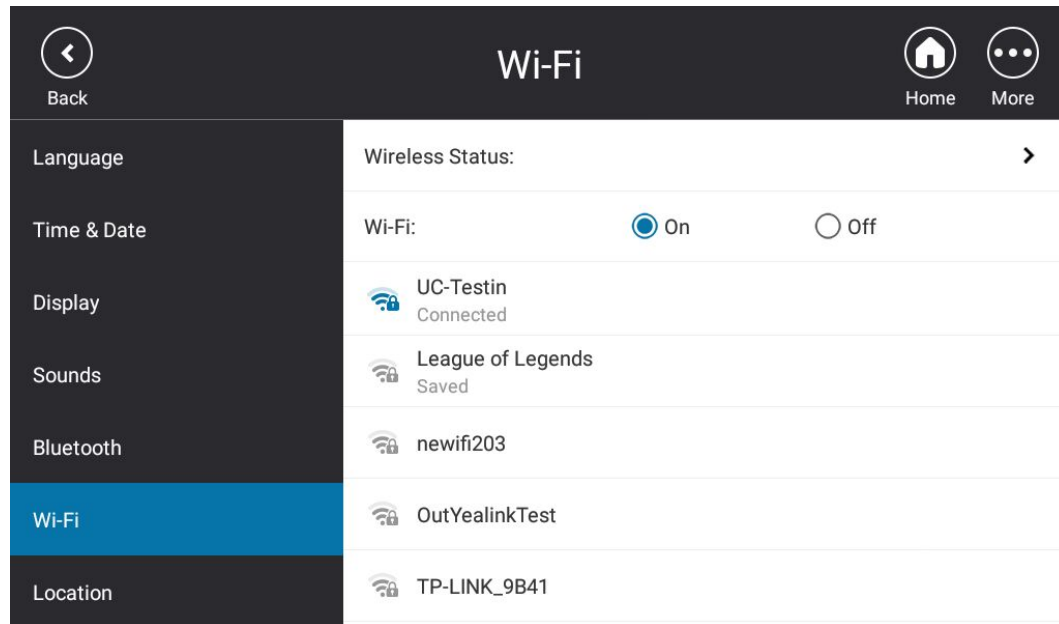 Wi-Fi
Back
Home
More
Language
Time & Date
Display
Sounds
Bluetooth
Wi-Fi
Location
Wireless Status:
Wi-Fi: On Off
UC-Testin
Connected
League of Legends
Saved
newifi203
OutYealinkTest
TP-LINK_9B41